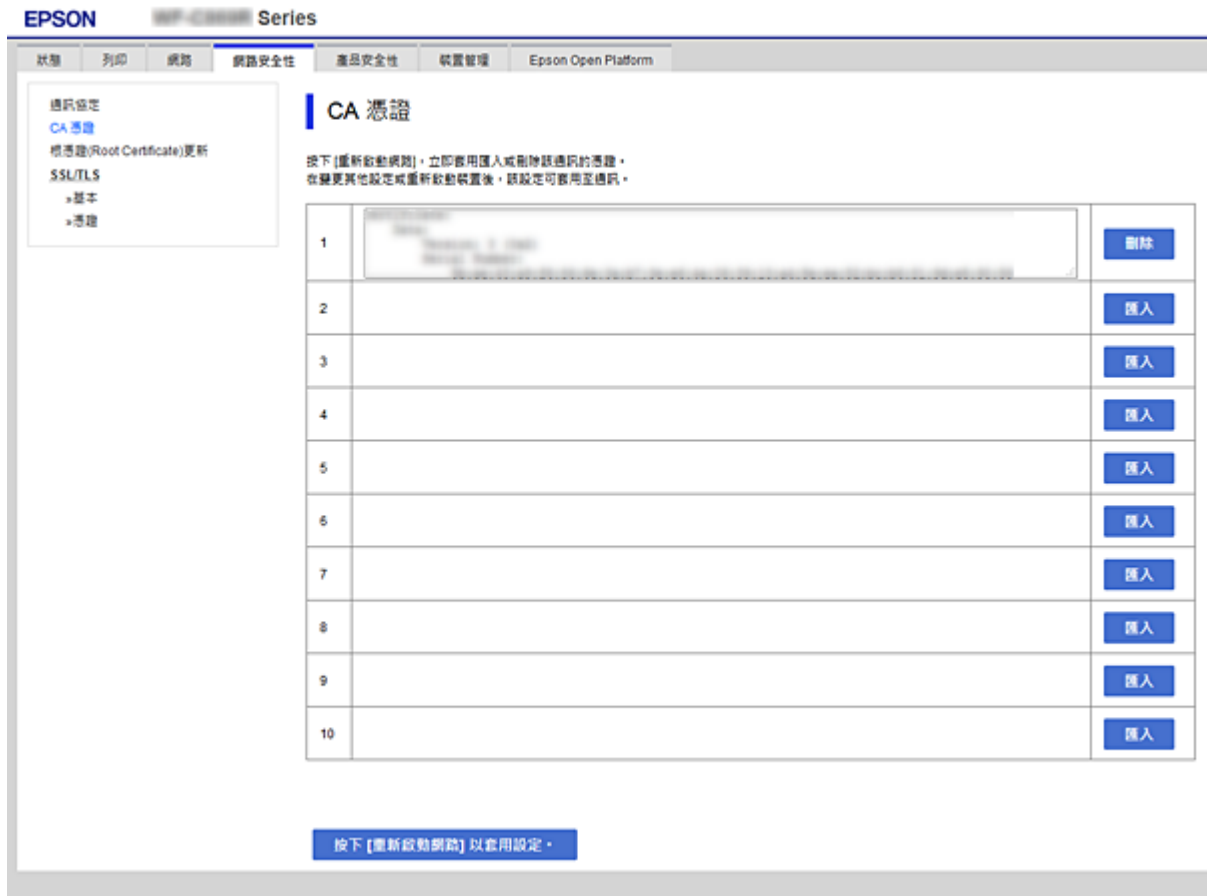 EPSON Series
狀態 列印 網路 網路安全性 產品安全性 裝置管理 Epson Open Platform
通訊協定
CA 憑證
根憑證(Root Certificate)更新
SSL/TLS
»基本
»憑證
CA 憑證
按下 [重新啟動網路]，立即套用匯入或刪除該通訊的憑證。
在變更其他設定或重新啟動裝置後，該設定可套用至通訊。
1 刪除
2 匯入
3 匯入
4 匯入
5 匯入
6 匯入
7 匯入
8 匯入
9 匯入
10 匯入
按下 [重新啟動網路] 以套用設定。